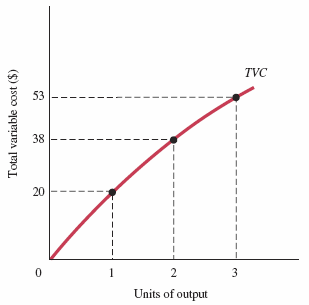 Total variable cost ($)
TVC
53
38
20
0
1
2
3
Units of output